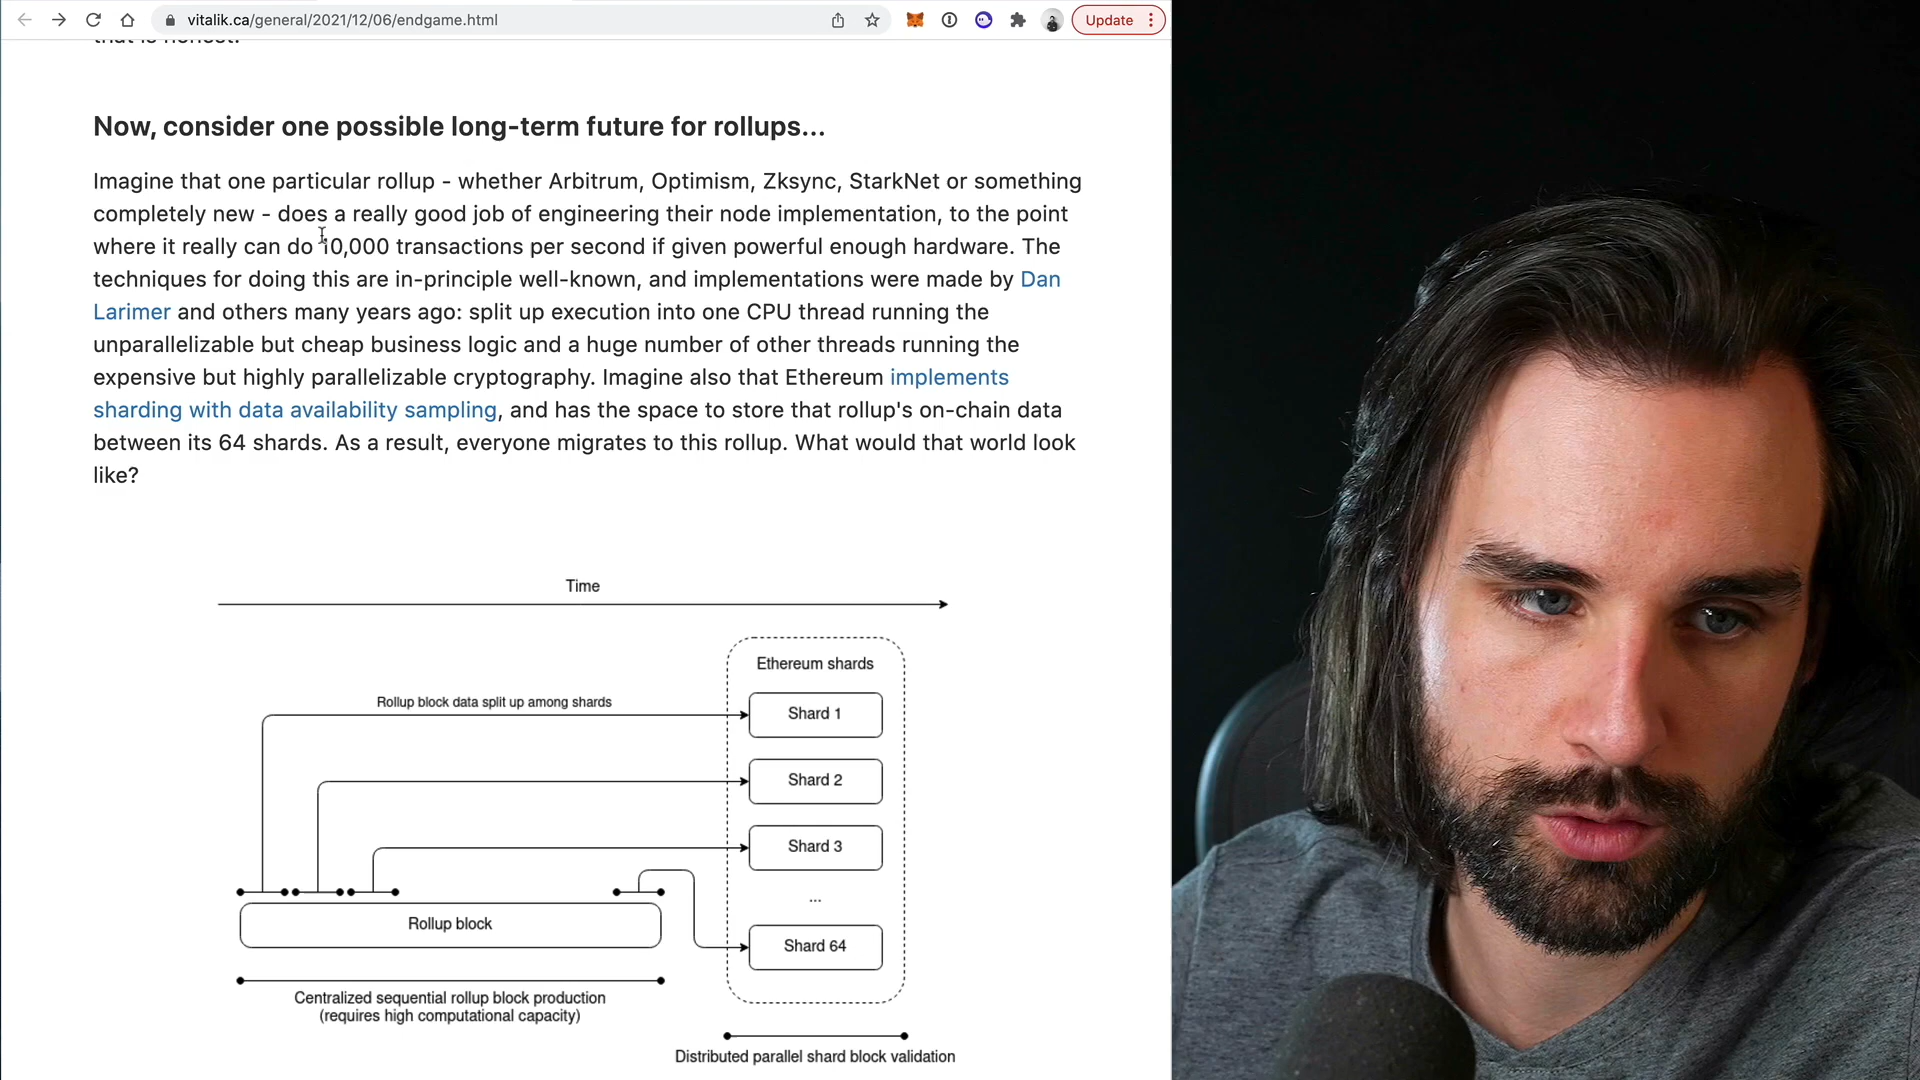 vitalik.ca/general/2021/12/06/endgame.html
Update
that is honest.
Now, consider one possible long-term future for rollups...
Imagine that one particular rollup - whether Arbitrum, Optimism, Zksync, StarkNet or something
completely new - does a really good job of engineering their node implementation, to the point
where it really can do 10,000 transactions per second if given powerful enough hardware. The
techniques for doing this are in-principle well-known, and implementations were made by Dan
Larimer and others many years ago: split up execution into one CPU thread running the
unparallelizable but cheap business logic and a huge number of other threads running the
expensive but highly parallelizable cryptography. Imagine also that Ethereum implements
sharding with data availability sampling, and has the space to store that rollup's on-chain data
between its 64 shards. As a result, everyone migrates to this rollup. What would that world look
like?
Time
Ethereum shards
Rollup block data split up among shards
Shard 1
Shard 2
Shard 3
...
Rollup block
Shard 64
Centralized sequential rollup block production
(requires high computational capacity)
Distributed parallel shard block validation